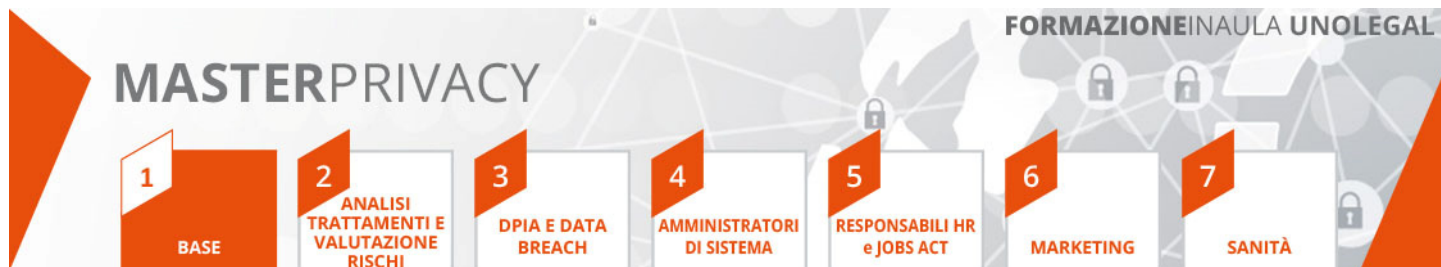 FORMAZIONEINAULA UNOLEGAL
MASTERPRIVACY
1
BASE
2
ANALISI
TRATTAMENTI E
VALUTAZIONE
RISCHI
3
DPIA E DATA
BREACH
4
AMMINISTRATORI
DI SISTEMA
5
RESPONSABILI HR
e JOBS ACT
6
MARKETING
7
SANITÀ